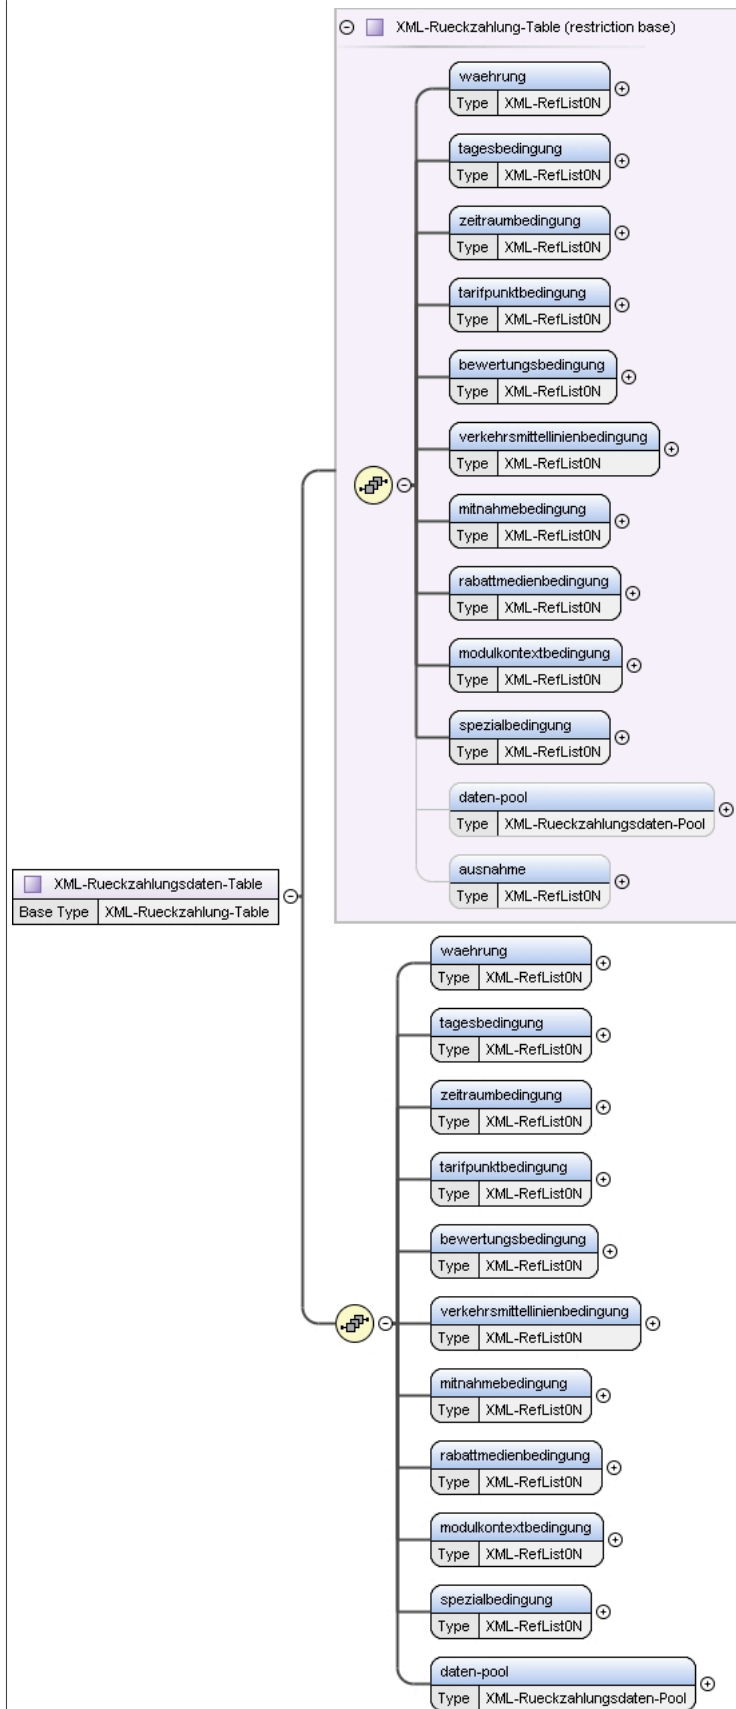 XML-Rueckzahlung-Table (restriction base)
waehrung
Type XML-RefList0N
tagesbedingung
Type XML-RefList0N
zeitraumbedingung
Type XML-RefList0N
tarifpunktbedingung
Type XML-RefList0N
bewertungsbedingung
Type XML-RefList0N
verkehrsmittellinienbedingung
Type XML-RefList0N
mitnahmebedingung
Type XML-RefList0N
rabattmedienbedingung
Type XML-RefList0N
modulkontextbedingung
Type XML-RefList0N
spezialbedingung
Type XML-RefList0N
daten-pool
Type XML-Rueckzahlungsdaten-Pool
ausnahme
Type XML-RefList0N
XML-Rueckzahlungsdaten-Table
Base Type XML-Rueckzahlung-Table
waehrung
Type XML-RefList0N
tagesbedingung
Type XML-RefList0N
zeitraumbedingung
Type XML-RefList0N
tarifpunktbedingung
Type XML-RefList0N
bewertungsbedingung
Type XML-RefList0N
verkehrsmittellinienbedingung
Type XML-RefList0N
mitnahmebedingung
Type XML-RefList0N
rabattmedienbedingung
Type XML-RefList0N
modulkontextbedingung
Type XML-RefList0N
spezialbedingung
Type XML-RefList0N
daten-pool
Type XML-Rueckzahlungsdaten-Pool